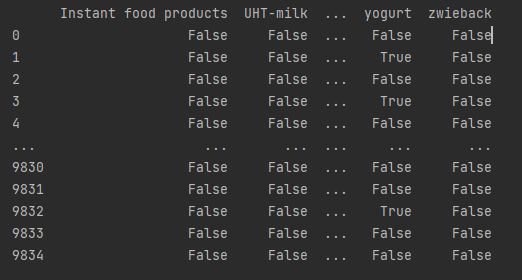 Instant food products UHT-milk ... yogurt zwieback
0 False False ... False False
1 False False ... True False
2 False False ... False False
3 False False ... True False
4 False False ... False False
... ... ... ... ... ...
9830 False False ... False False
9831 False False ... False False
9832 False False ... True False
9833 False False ... False False
9834 False False ... False False